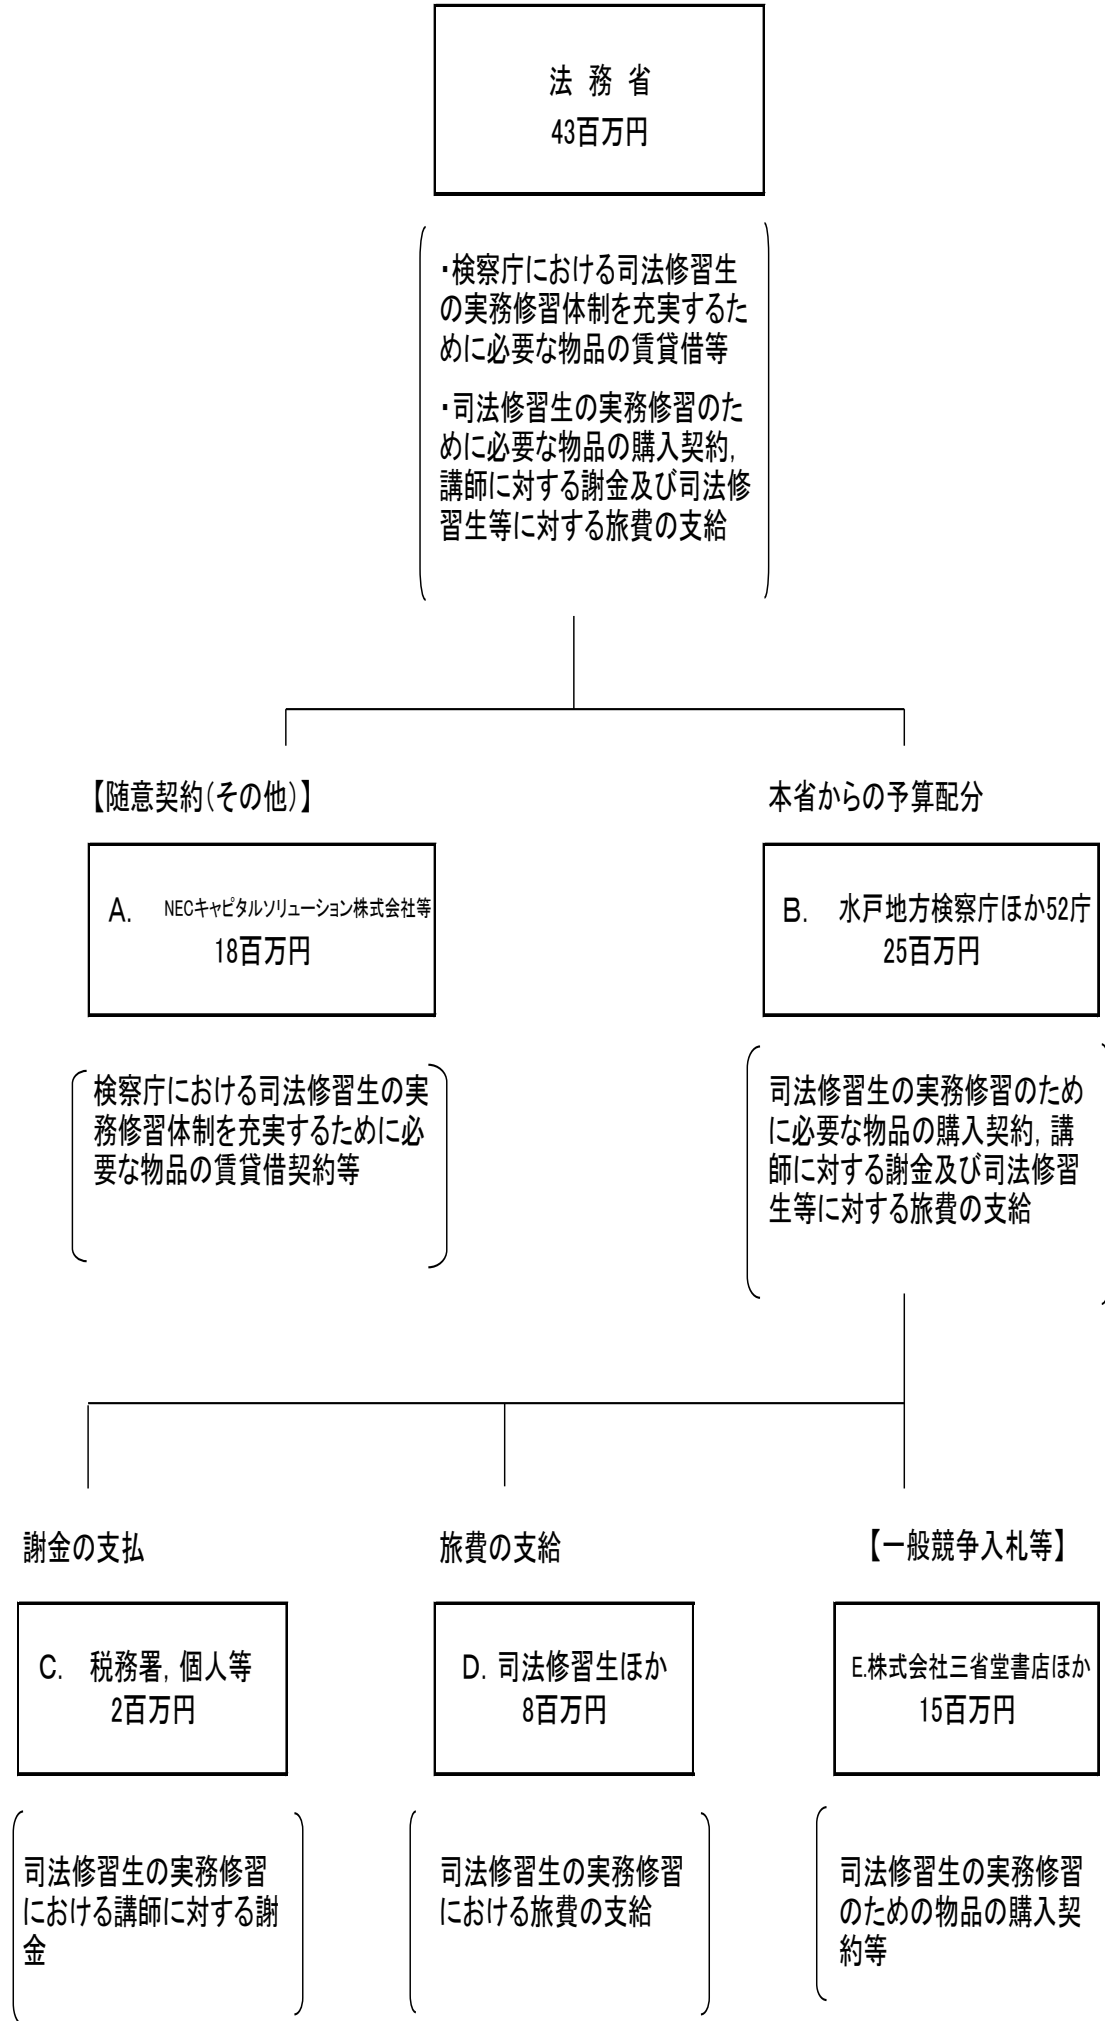 法 務 省
43百万円
・検察庁における司法修習生
の実務修習体制を充実するた
めに必要な物品の賃貸借等
・司法修習生の実務修習のた
めに必要な物品の購入契約,
講師に対する謝金及び司法修
習生等に対する旅費の支給
【随意契約(その他)】
本省からの予算配分
A. NECキャピタルソリューション株式会社等
18百万円
B. 水戸地方検察庁ほか52庁
25百万円
検察庁における司法修習生の実
務修習体制を充実するために必
要な物品の賃貸借契約等
司法修習生の実務修習のため
に必要な物品の購入契約, 講
師に対する謝金及び司法修習
生等に対する旅費の支給
謝金の支払
旅費の支給
【一般競争入札等】
C. 税務署, 個人等
2百万円
D. 司法修習生ほか
8百万円
E.株式会社三省堂書店ほか
15百万円
司法修習生の実務修習
における講師に対する謝
金
司法修習生の実務修習
における旅費の支給
司法修習生の実務修習
のための物品の購入契
約等